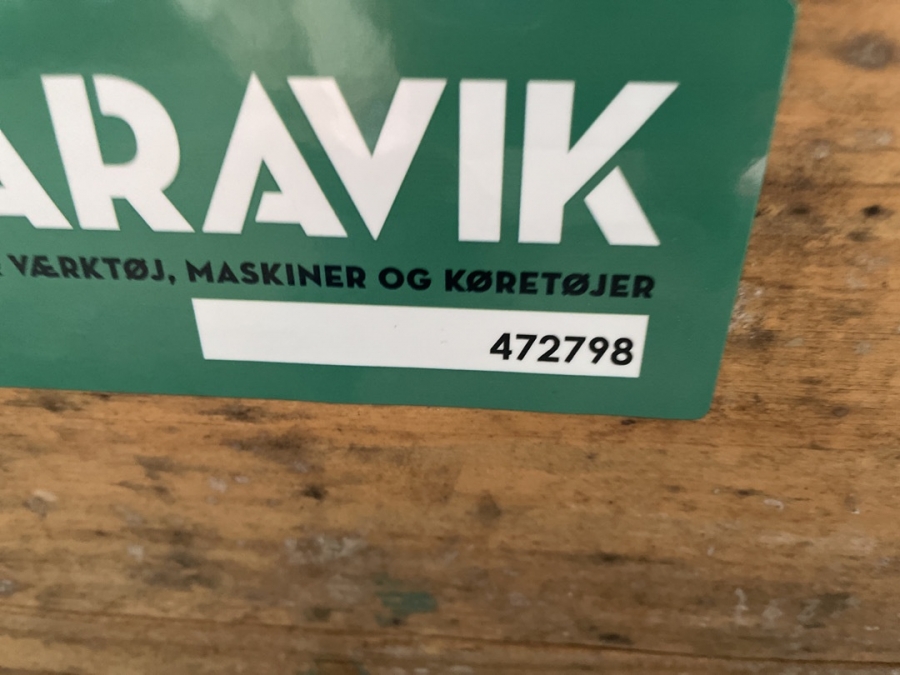 ARAVIK
VÆRKTØJ, MASKINER OG KØRETØJER
472798